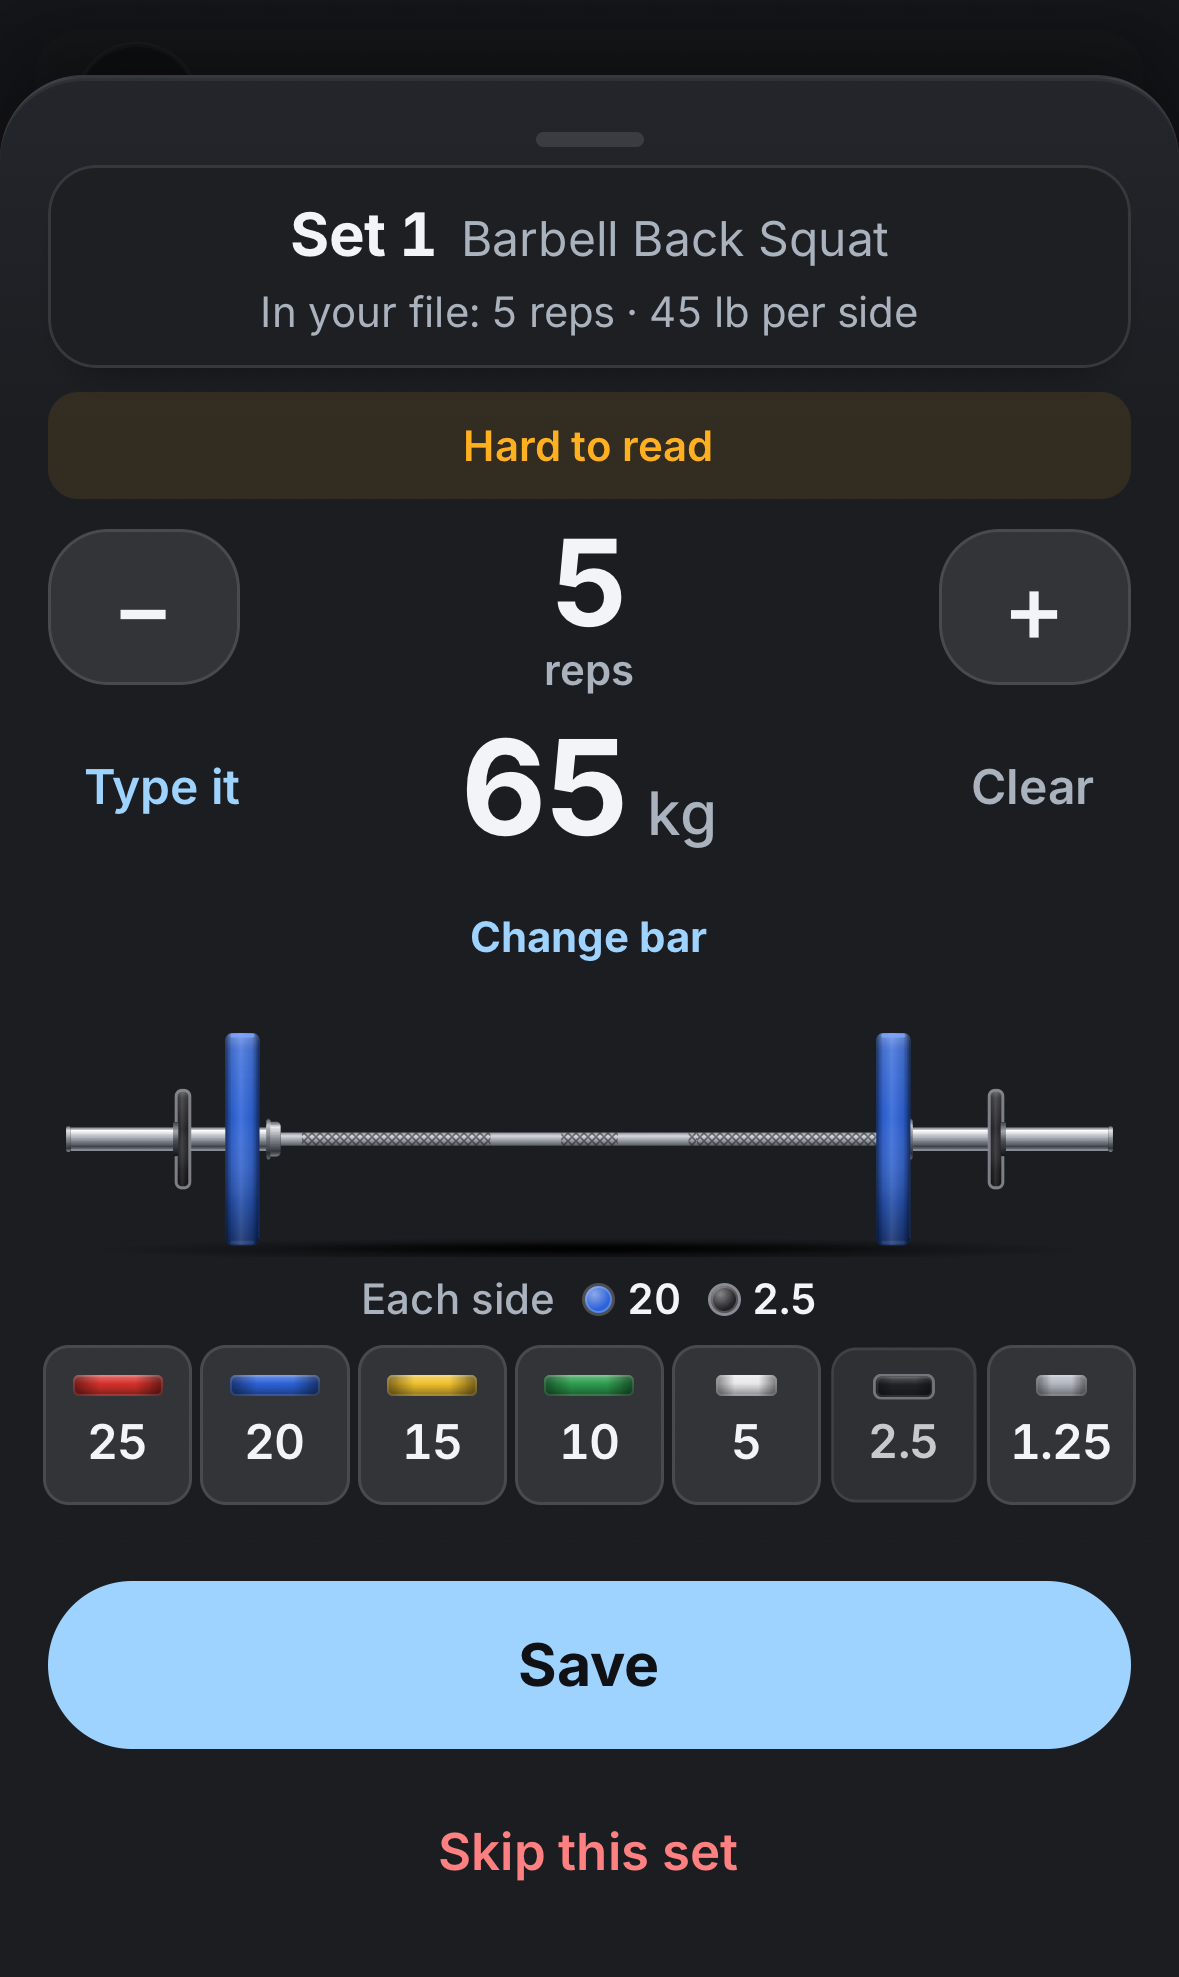 Set 1 Barbell Back Squat
In your file: 5 reps · 45 lb per side
Hard to read
− 5 +
reps
Type it 65 kg Clear
Change bar
Each side 20 2.5
25 20 15 10 5 2.5 1.25
Save
Skip this set